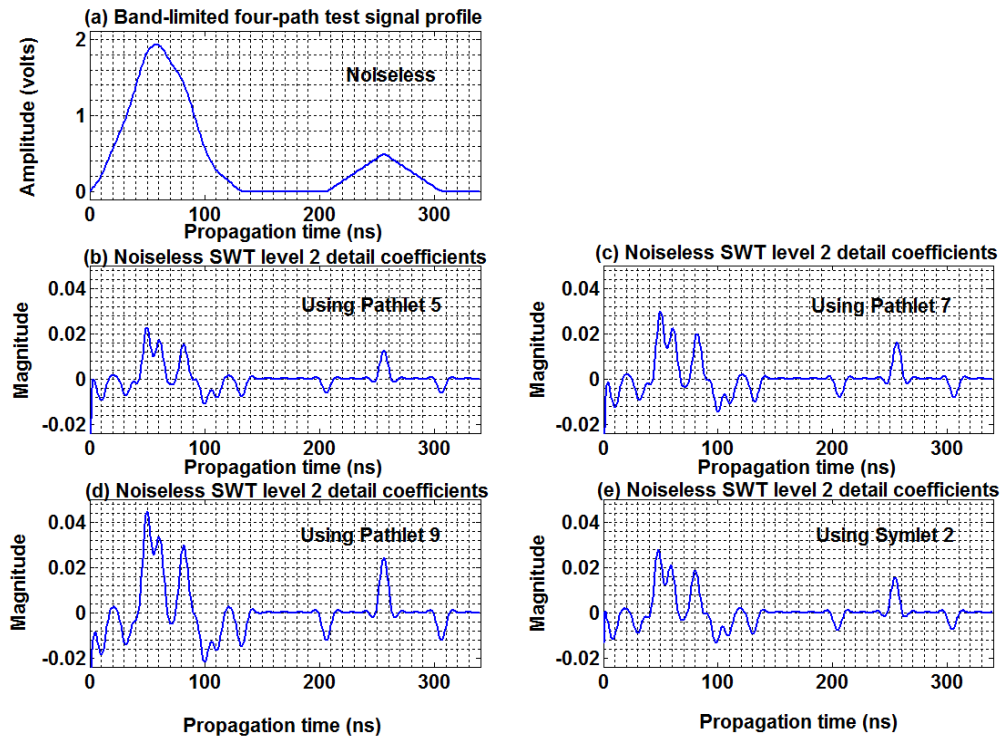 (a) Band-limited four-path test signal profile
Amplitude (volts)
2
1
0
Noiseless
0 100 200 300
Propagation time (ns)
(b) Noiseless SWT level 2 detail coefficients
Magnitude
0.04
0.02
0
-0.02
Using Pathlet 5
0 100 200 300
Propagation time (ns)
(c) Noiseless SWT level 2 detail coefficients
Magnitude
0.04
0.02
0
-0.02
Using Pathlet 7
0 100 200 300
Propagation time (ns)
(d) Noiseless SWT level 2 detail coefficients
Magnitude
0.04
0.02
0
-0.02
Using Pathlet 9
0 100 200 300
Propagation time (ns)
(e) Noiseless SWT level 2 detail coefficients
Magnitude
0.04
0.02
0
-0.02
Using Symlet 2
0 100 200 300
Propagation time (ns)